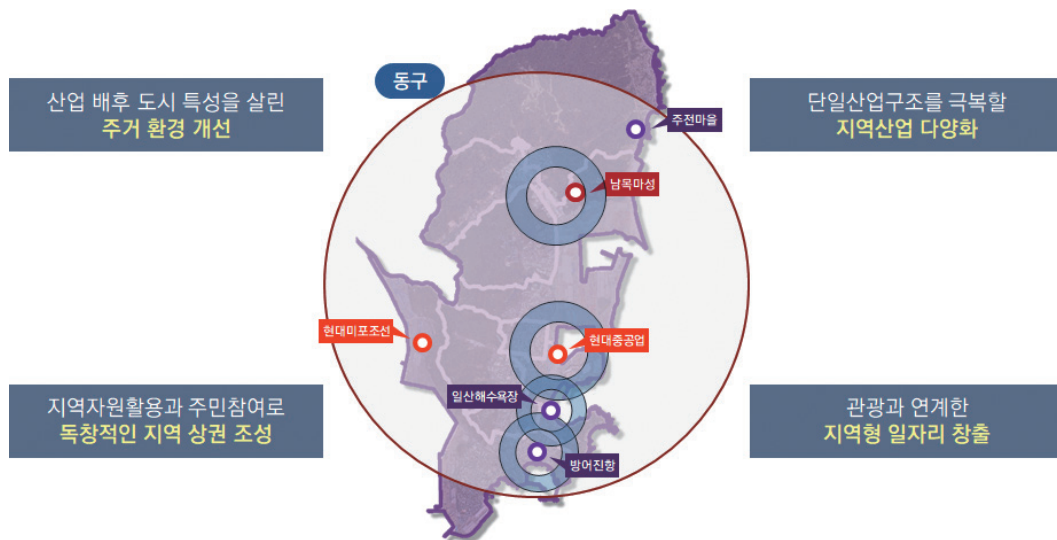 동구
산업 배후 도시 특성을 살린
주거 환경 개선
단일산업구조를 극복할
지역산업 다양화
주전마을
남목마성
현대미포조선
현대중공업
일산해수욕장
방어진항
지역자원활용과 주민참여로
독창적인 지역 상권 조성
관광과 연계한
지역형 일자리 창출